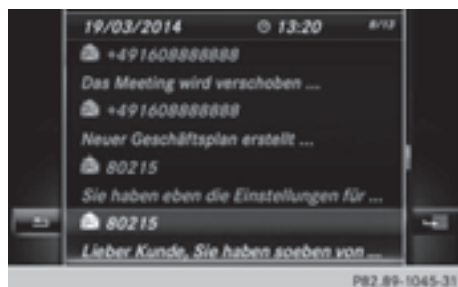 19/03/2014 13:20 8/13
+491608888888
Das Meeting wird verschoben ...
+491608888888
Neuer Geschäftsplan erstellt ...
80215
Sie haben eben die Einstellungen für ...
80215
Lieber Kunde, Sie haben soeben von ...
P82.89-1045-31